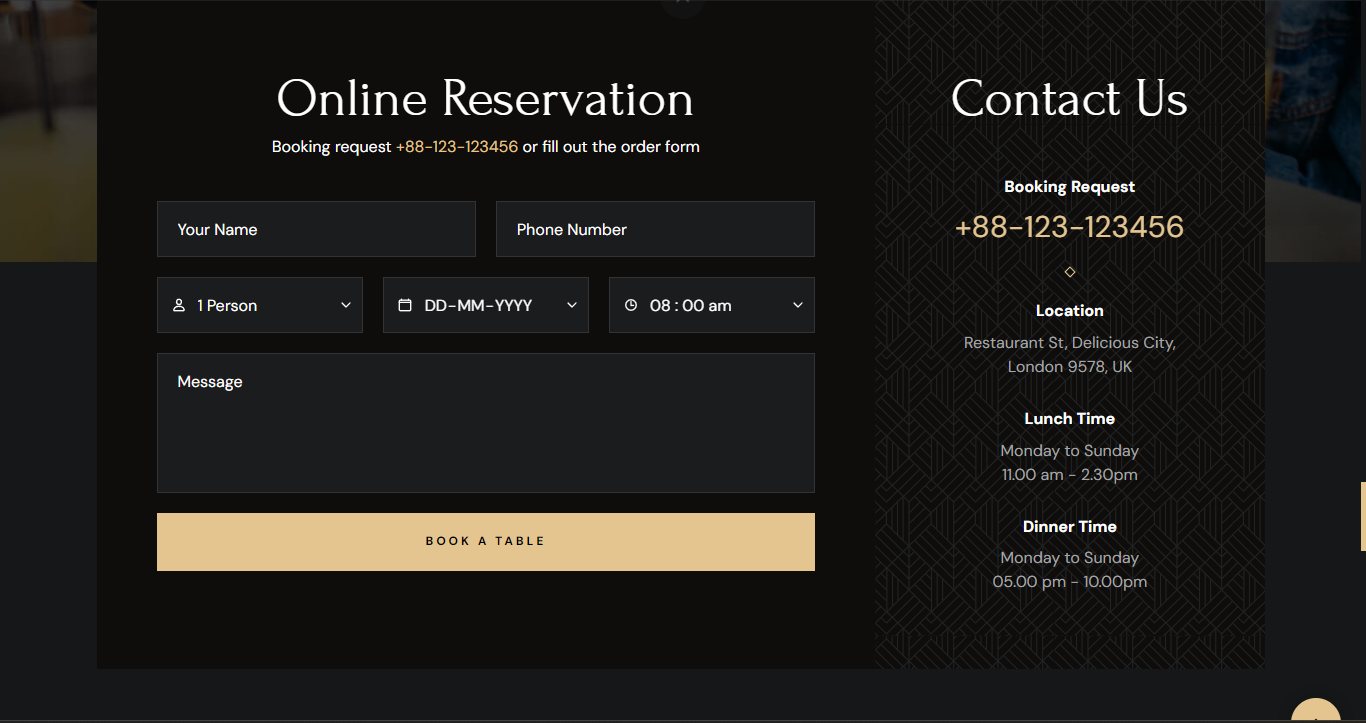 Online Reservation
Booking request +88-123-123456 or fill out the order form
Your Name
Phone Number
1 Person
DD-MM-YYYY
08 : 00 am
Message
BOOK A TABLE
Contact Us
Booking Request
+88-123-123456
Location
Restaurant St, Delicious City,
London 9578, UK
Lunch Time
Monday to Sunday
11.00 am - 2.30pm
Dinner Time
Monday to Sunday
05.00 pm - 10.00pm